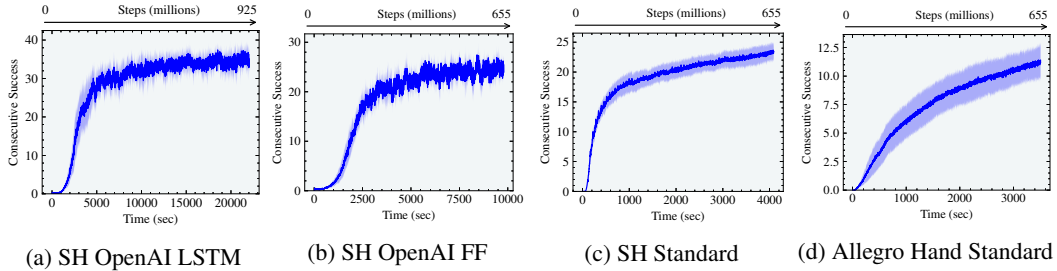 0 Steps (millions) 925
40
30
20
10
0
Consecutive Success
0 5000 10000 15000 20000
Time (sec)
(a) SH OpenAI LSTM
0 Steps (millions) 655
30
20
10
0
Consecutive Success
0 2500 5000 7500 10000
Time (sec)
(b) SH OpenAI FF
0 Steps (millions) 655
25
20
15
10
5
0
Consecutive Success
0 1000 2000 3000 4000
Time (sec)
(c) SH Standard
0 Steps (millions) 655
12.5
10.0
7.5
5.0
2.5
0.0
Consecutive Success
0 1000 2000 3000
Time (sec)
(d) Allegro Hand Standard